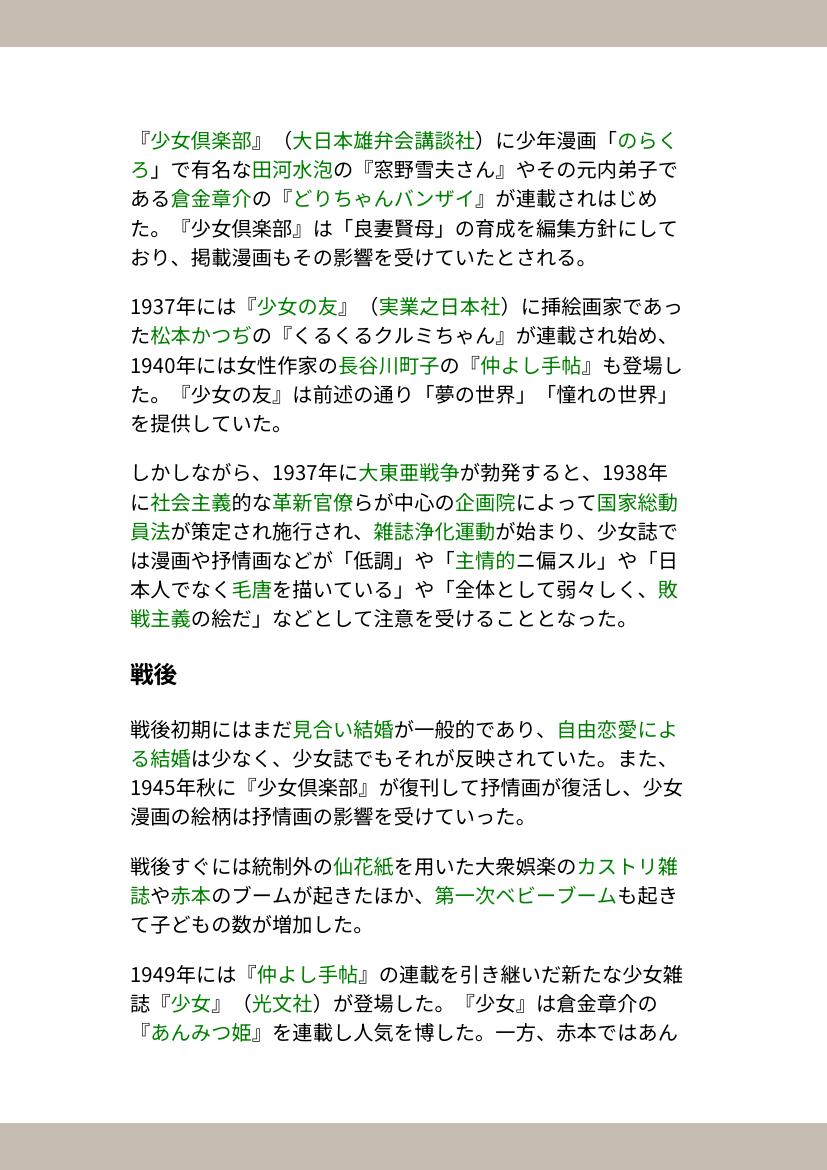 『少女倶楽部』（大日本雄弁会講談社）に少年漫画「のらく
ろ」で有名な田河水泡の『窓野雪夫さん』やその元内弟子で
ある倉金章介の『どりちゃんバンザイ』が連載されはじめ
た。『少女倶楽部』は「良妻賢母」の育成を編集方針にして
おり、掲載漫画もその影響を受けていたとされる。
1937年には『少女の友』（実業之日本社）に挿絵画家であっ
た松本かつぢの『くるくるクルミちゃん』が連載され始め、
1940年には女性作家の長谷川町子の『仲よし手帖』も登場し
た。『少女の友』は前述の通り「夢の世界」「憧れの世界」
を提供していた。
しかしながら、1937年に大東亜戦争が勃発すると、1938年
に社会主義的な革新官僚らが中心の企画院によって国家総動
員法が策定され施行され、雑誌浄化運動が始まり、少女誌で
は漫画や抒情画などが「低調」や「主情的ニ偏スル」や「日
本人でなく毛唐を描いている」や「全体として弱々しく、敗
戦主義の絵だ」などとして注意を受けることとなった。
戦後
戦後初期にはまだ見合い結婚が一般的であり、自由恋愛によ
る結婚は少なく、少女誌でもそれが反映されていた。また、
1945年秋に『少女倶楽部』が復刊して抒情画が復活し、少女
漫画の絵柄は抒情画の影響を受けていった。
戦後すぐには統制外の仙花紙を用いた大衆娯楽のカストリ雑
誌や赤本のブームが起きたほか、第一次ベビーブームも起き
て子どもの数が増加した。
1949年には『仲よし手帖』の連載を引き継いだ新たな少女雑
誌『少女』（光文社）が登場した。『少女』は倉金章介の
『あんみつ姫』を連載し人気を博した。一方、赤本ではあん